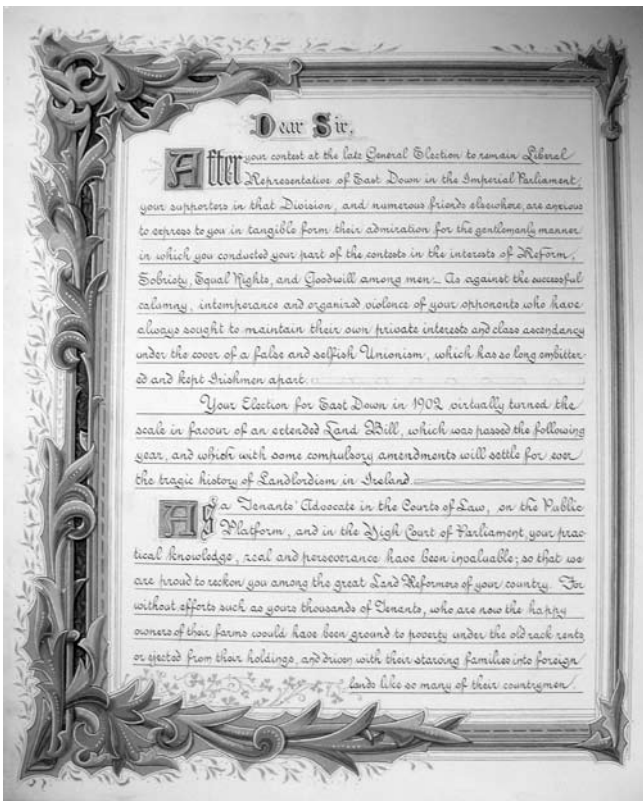 Dear Sir,
After your contest at the late General Election to remain Liberal
Representative of East Down in the Imperial Parliament;
your supporters in that Division, and numerous friends elsewhere, are anxious
to express to you in tangible form their admiration for the gentlemanly manner
in which you conducted your part of the contests in the interests of Reform,
Sobriety, Equal Rights, and Goodwill among men_ As against the successful
calumny, intemperance and organized violence of your opponents who have
always sought to maintain their own private interests and class ascendancy
under the cover of a false and selfish Unionism, which has so long embitter-
ed and kept Irishmen apart
Your Election for East Down in 1902 virtually turned the
scale in favour of an extended Land Bill, which was passed the following
year, and which with some compulsory amendments will settle for ever
the tragic history of Landlordism in Ireland
As a Tenants' Advocate in the Courts of Law, on the Public
Platform, and in the High Court of Parliament, your prac-
tical knowledge, zeal and perseverance have been invaluable; so that we
are proud to reckon you among the great Land Reformers of your country. For
without efforts such as yours thousands of Tenants, who are now the happy
owners of their farms would have been ground to poverty under the old rack rents
or ejected from their holdings, and driven with their starving families into foreign
lands like so many of their countrymen.